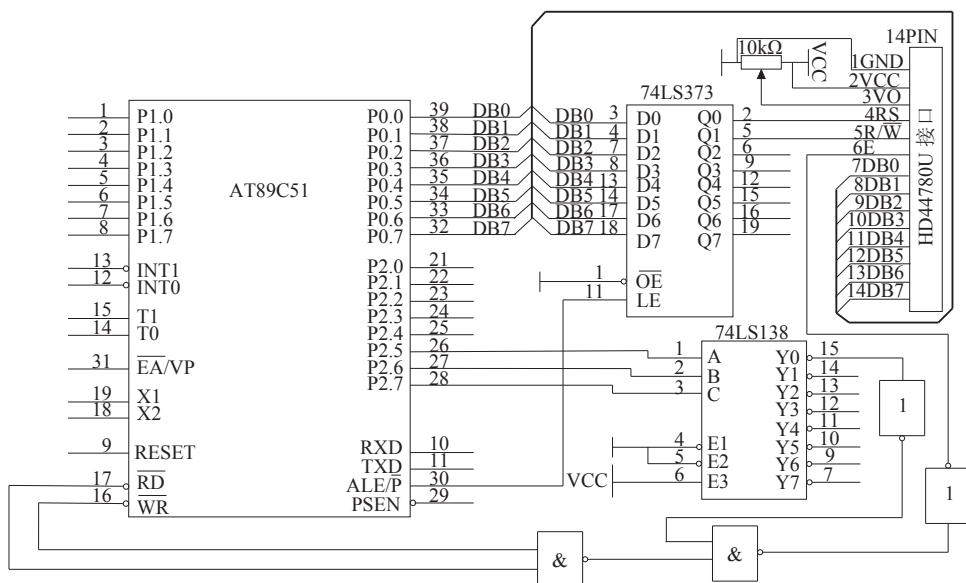 14PIN
10kΩ
VCC
1GND
2VCC
3VO
4RS
5R/W̅
6E
7DB0
8DB1
9DB2
10DB3
11DB4
12DB5
13DB6
14DB7
HD44780U 接口
AT89C51
1 P1.0
2 P1.1
3 P1.2
4 P1.3
5 P1.4
6 P1.5
7 P1.6
8 P1.7
13 INT1
12 INT0
15 T1
14 T0
31 E̅A̅/VP
19 X1
18 X2
9 RESET
17 R̅D̅
16 W̅R̅
P0.0 39 DB0
P0.1 38 DB1
P0.2 37 DB2
P0.3 36 DB3
P0.4 35 DB4
P0.5 34 DB5
P0.6 33 DB6
P0.7 32 DB7
P2.0 21
P2.1 22
P2.2 23
P2.3 24
P2.4 25
P2.5 26
P2.6 27
P2.7 28
RXD 10
TXD 11
ALE/P̅ 30
PSEN 29
74LS373
DB0 3 D0 Q0 2
DB1 4 D1 Q1 5
DB2 7 D2 Q2 6
DB3 8 D3 Q3 9
DB4 13 D4 Q4 12
DB5 14 D5 Q5 15
DB6 17 D6 Q6 16
DB7 18 D7 Q7 19
1 O̅E̅
11 LE
74LS138
1 A Y0 15
2 B Y1 14
3 C Y2 13
Y3 12
Y4 11
4 E1 Y5 10
5 E2 Y6 9
VCC 6 E3 Y7 7
1
1
&
&